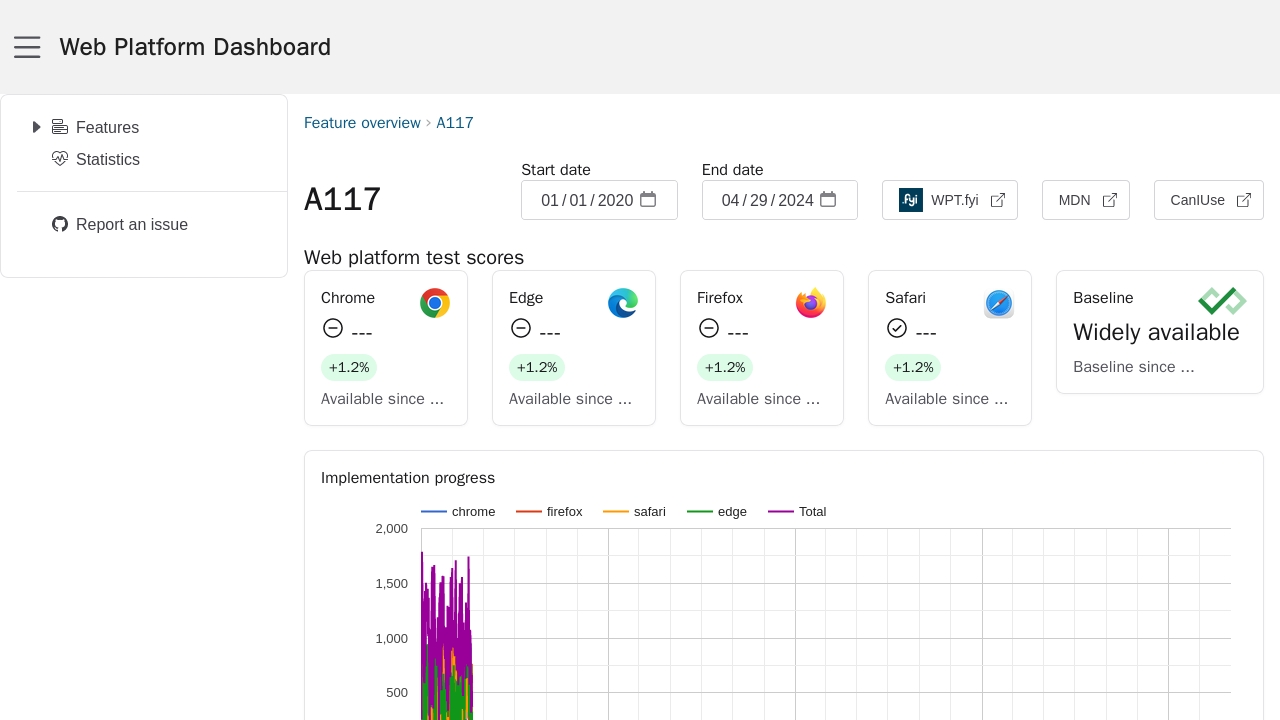 Web Platform Dashboard
Features
Statistics
Report an issue
Feature overview › A117
A117
Start date
01/01/2020
End date
04/29/2024
.fyi WPT.fyi
MDN
CanIUse
Web platform test scores
Chrome
---
+1.2%
Available since ...
Edge
---
+1.2%
Available since ...
Firefox
---
+1.2%
Available since ...
Safari
---
+1.2%
Available since ...
Baseline
Widely available
Baseline since ...
Implementation progress
chrome firefox safari edge Total
2,000
1,500
1,000
500